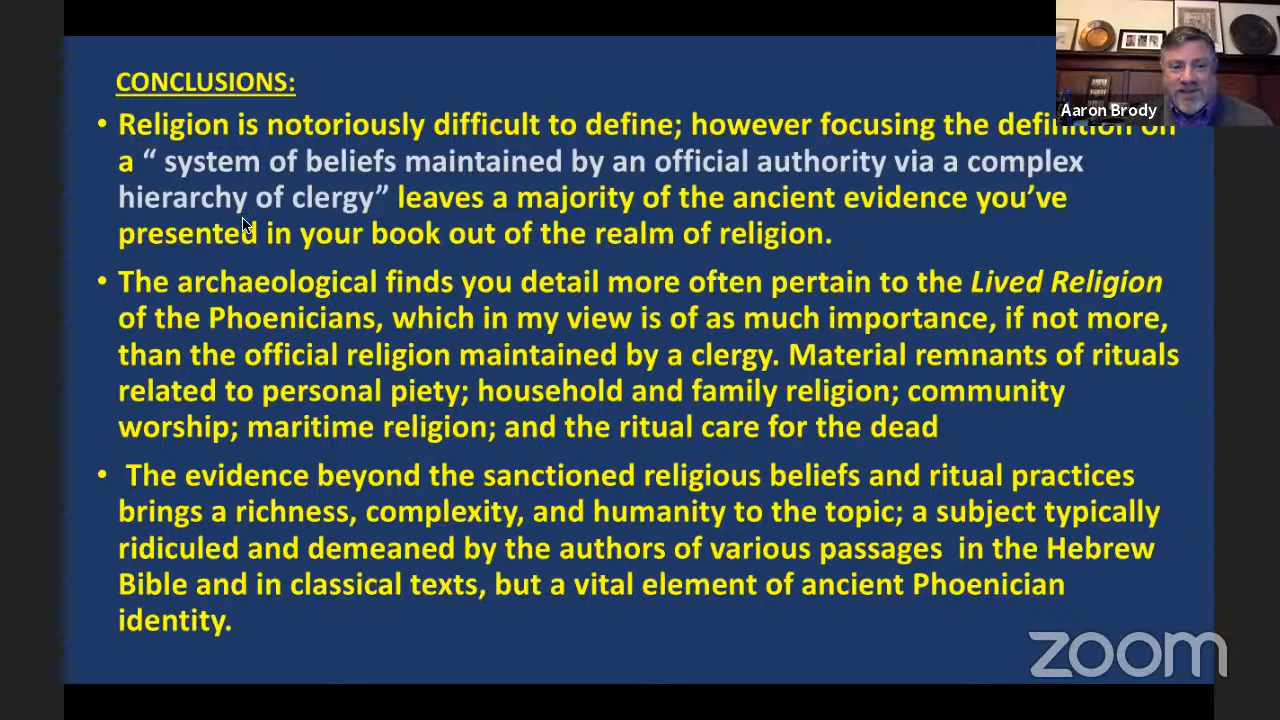 CONCLUSIONS:
• Religion is notoriously difficult to define; however focusing the definition on
a “ system of beliefs maintained by an official authority via a complex
hierarchy of clergy” leaves a majority of the ancient evidence you’ve
presented in your book out of the realm of religion.
• The archaeological finds you detail more often pertain to the Lived Religion
of the Phoenicians, which in my view is of as much importance, if not more,
than the official religion maintained by a clergy. Material remnants of rituals
related to personal piety; household and family religion; community
worship; maritime religion; and the ritual care for the dead
• The evidence beyond the sanctioned religious beliefs and ritual practices
brings a richness, complexity, and humanity to the topic; a subject typically
ridiculed and demeaned by the authors of various passages in the Hebrew
Bible and in classical texts, but a vital element of ancient Phoenician
identity.
Aaron Brody
zoom